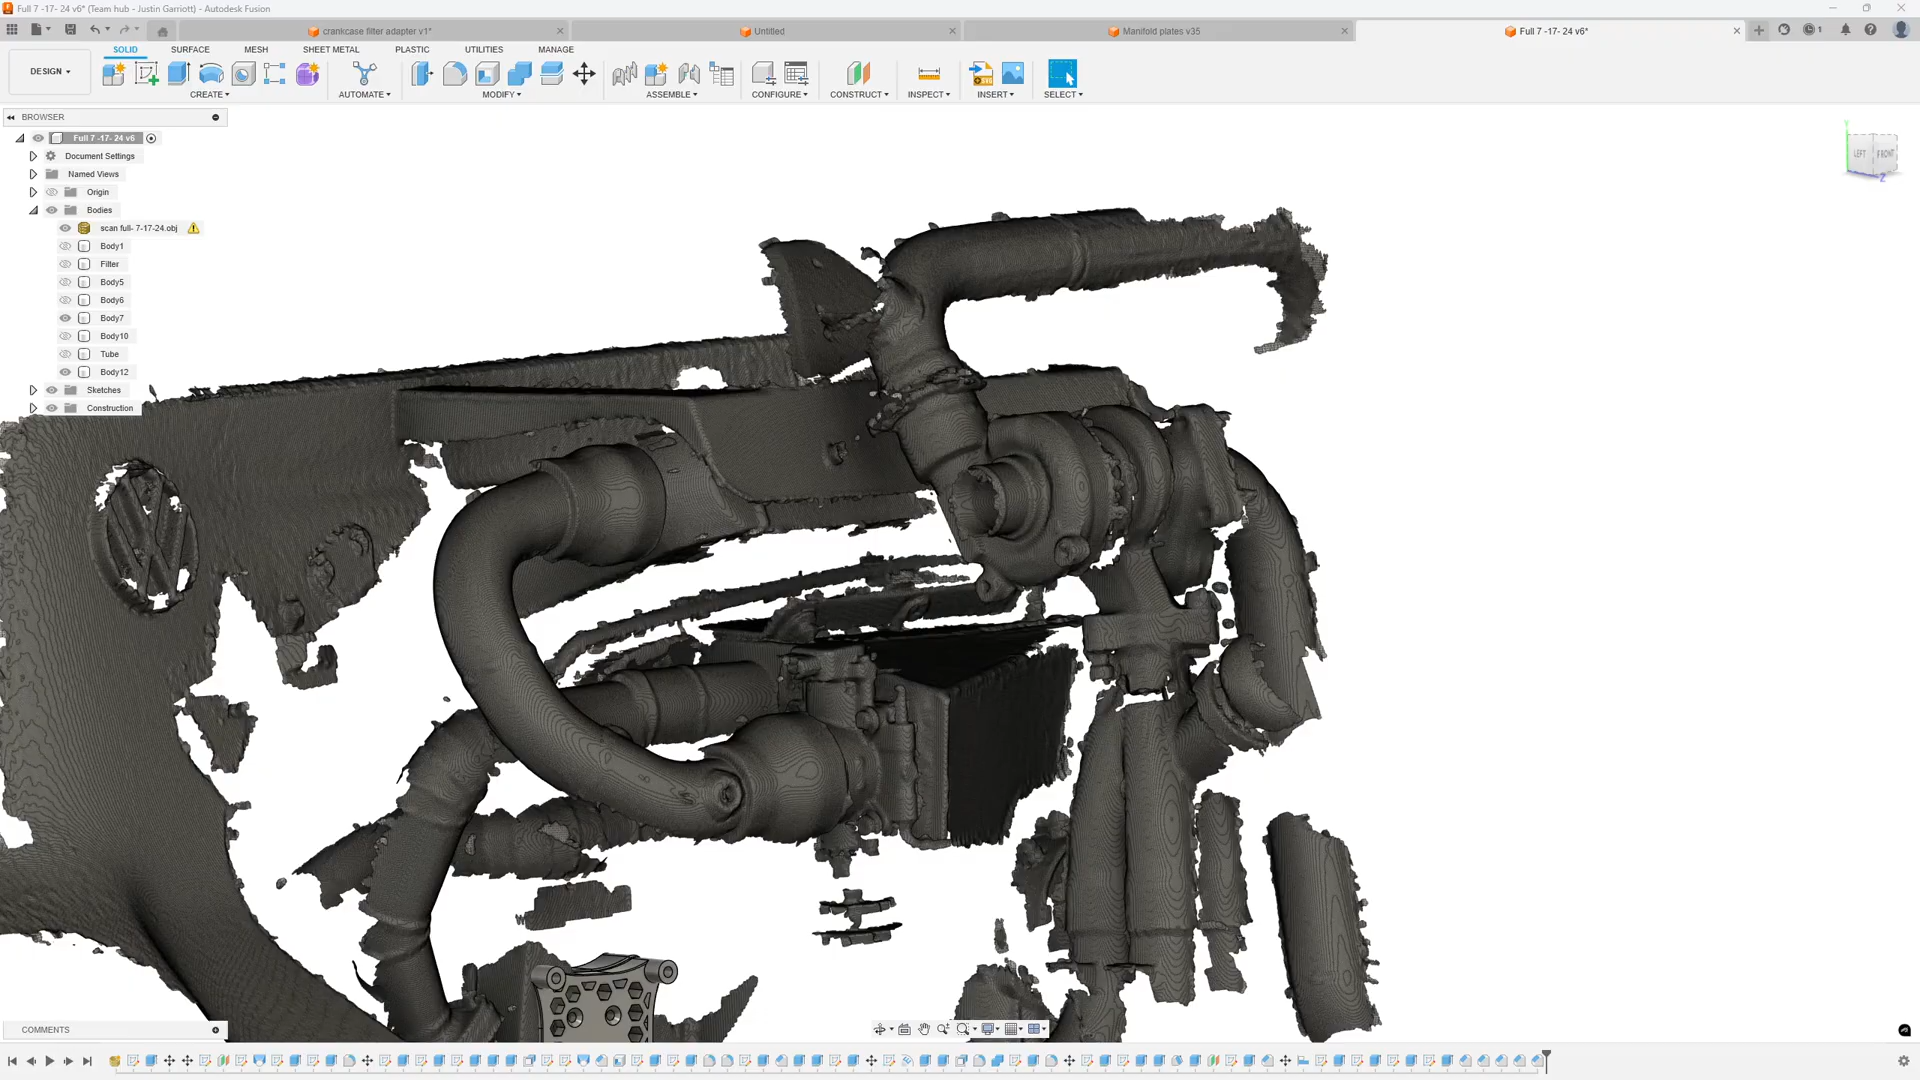 Full 7 -17- 24 v6* (Team hub - Justin Garriott) - Autodesk Fusion
crankcase filter adapter v1*
Untitled
Manifold plates v35
Full 7 -17- 24 v6*
1
SOLID
SURFACE
MESH
SHEET METAL
PLASTIC
UTILITIES
MANAGE
DESIGN
CREATE
AUTOMATE
MODIFY
ASSEMBLE
CONFIGURE
CONSTRUCT
INSPECT
INSERT
SELECT
BROWSER
Full 7 -17- 24 v6
Document Settings
Named Views
Origin
Bodies
scan full- 7-17-24.obj
Body1
Filter
Body5
Body6
Body7
Body10
Tube
Body12
Sketches
Construction
LEFT
FRONT
Z
COMMENTS